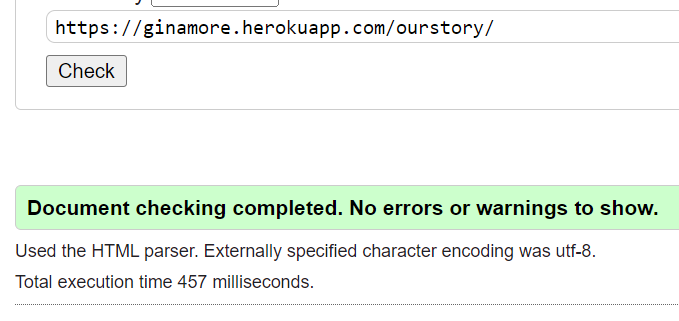 https://ginamore.herokuapp.com/ourstory/
Check
Document checking completed. No errors or warnings to show.
Used the HTML parser. Externally specified character encoding was utf-8.
Total execution time 457 milliseconds.